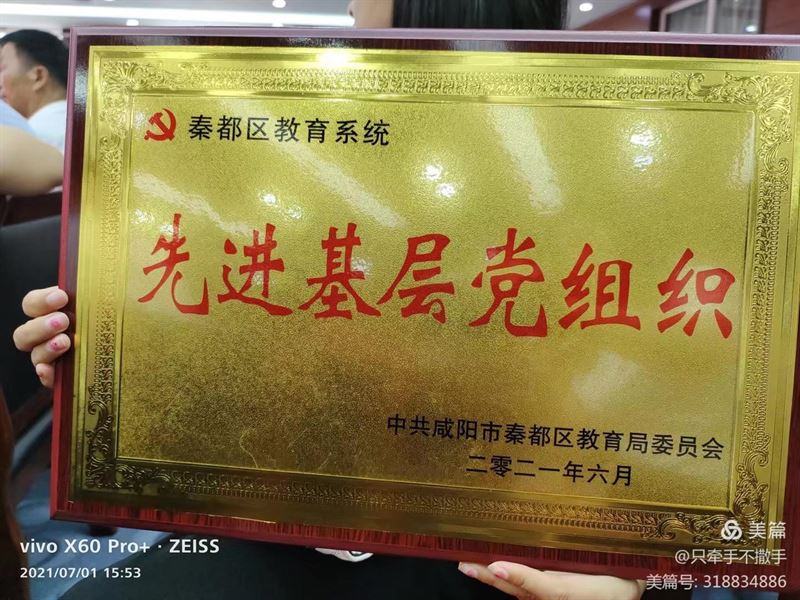 秦都区教育系统
先进基层党组织
中共咸阳市秦都区教育局委员会
二零二一年六月
vivo X60 Pro+ · ZEISS
2021/07/01 15:53
美篇
@只牵手不撒手
美篇号: 318834886